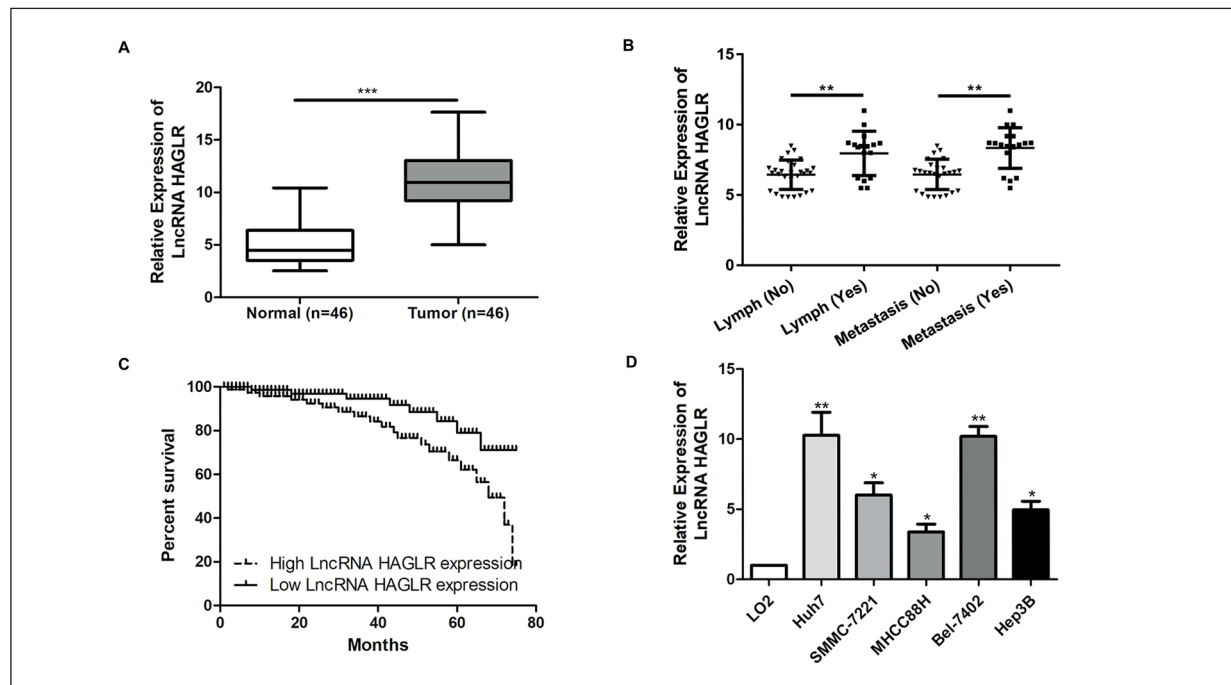 A
Relative Expression of
LncRNA HAGLR
20
15
10
5
0
***
Normal (n=46)
Tumor (n=46)
B
Relative Expression of
LncRNA HAGLR
15
10
5
0
**
**
Lymph (No)
Lymph (Yes)
Metastasis (No)
Metastasis (Yes)
C
Percent survival
100
80
60
40
20
0
High LncRNA HAGLR expression
Low LncRNA HAGLR expression
0
20
40
60
80
Months
D
Relative Expression of
LncRNA HAGLR
15
10
5
0
**
*
*
**
*
LO2
Huh7
SMMC-7221
MHCC88H
Bel-7402
Hep3B